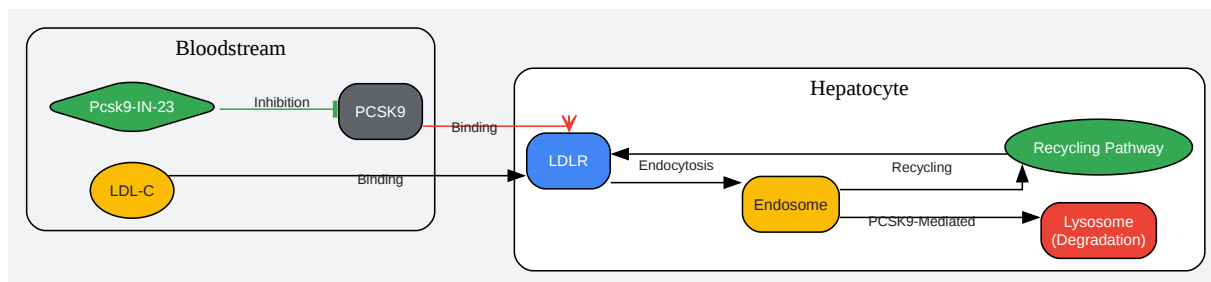 Bloodstream
Hepatocyte
Pcsk9-IN-23
Inhibition
PCSK9
Binding
LDLR
LDL-C
Binding
Endocytosis
Recycling
Recycling Pathway
Endosome
PCSK9-Mediated
Lysosome
(Degradation)